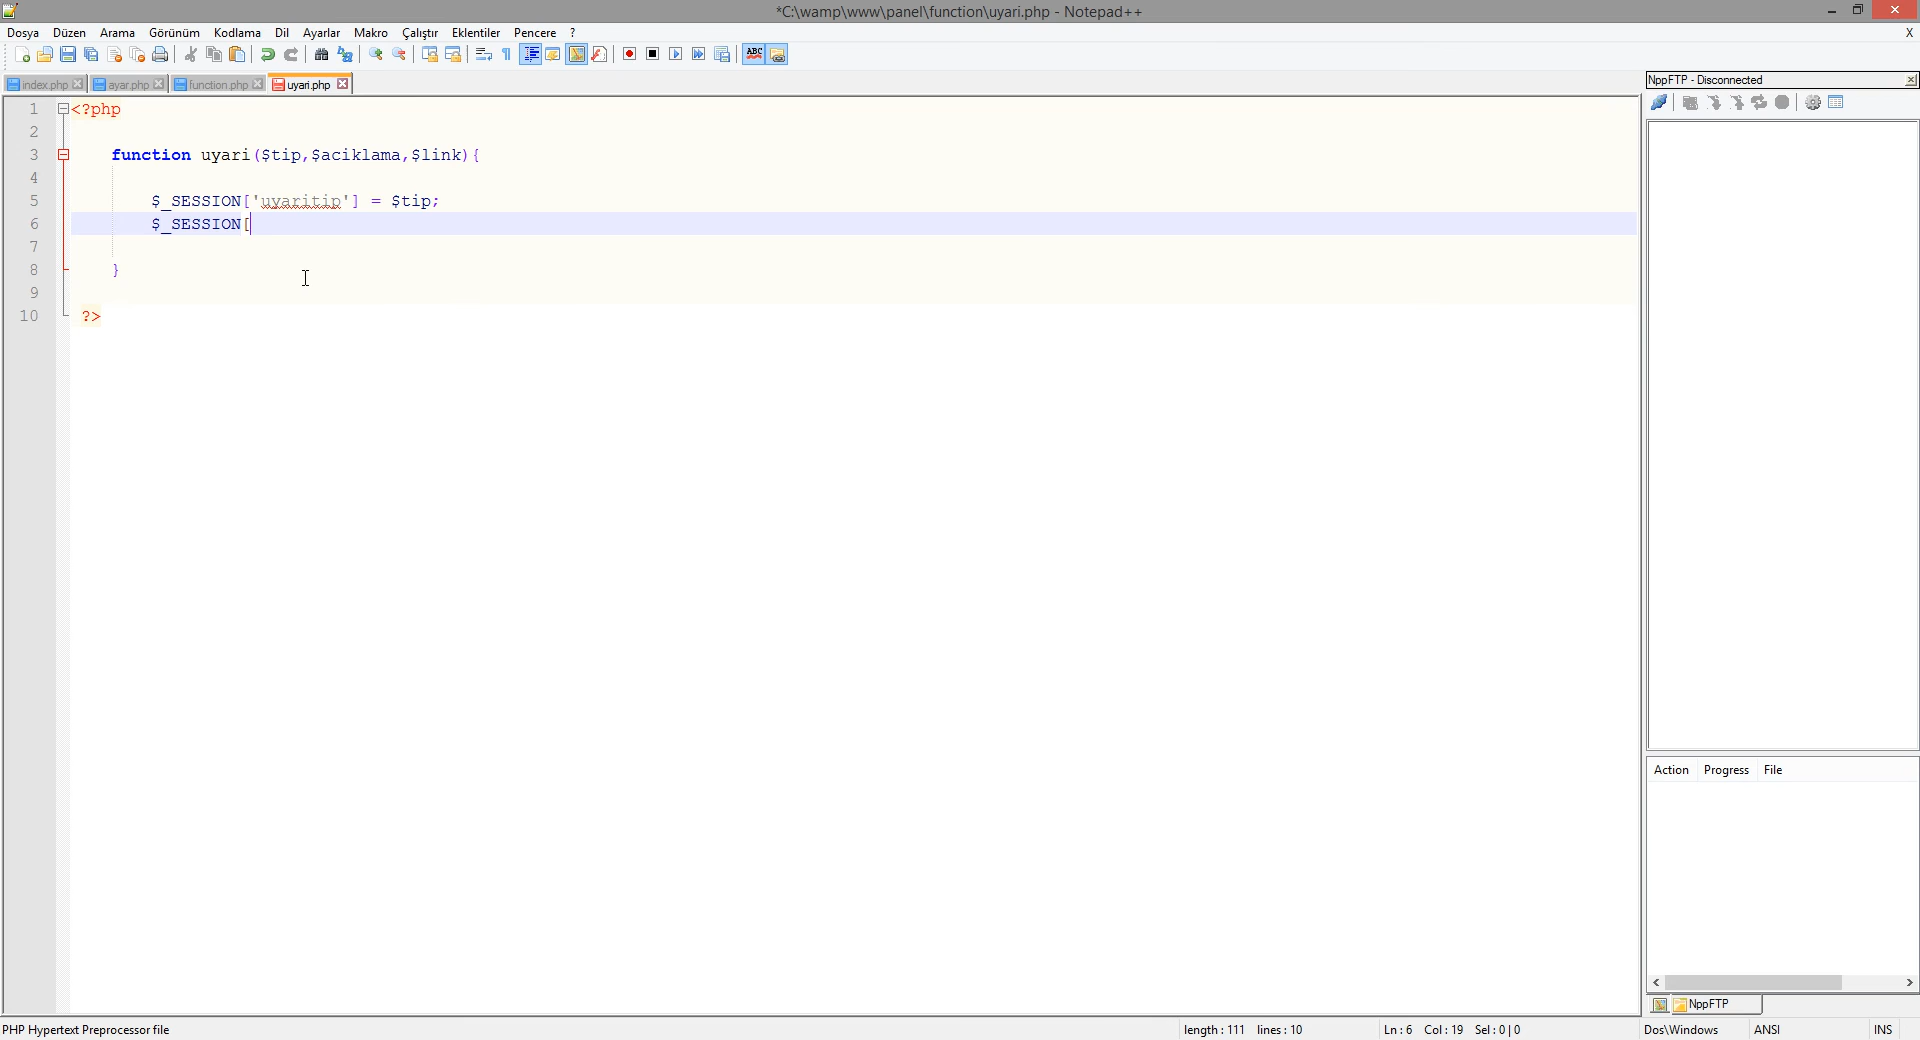 *C:\wamp\www\panel\function\uyari.php - Notepad++
Dosya Düzen Arama Görünüm Kodlama Dil Ayarlar Makro Çalıştır Eklentiler Pencere ? X
ABC
index.php ayar.php function.php uyari.php
NppFTP - Disconnected
1 <?php
2
3 function uyari($tip,$aciklama,$link){
4
5 $_SESSION['uyaritip'] = $tip;
6 $_SESSION[
7
8 }
9
10 ?>
Action Progress File
NppFTP
PHP Hypertext Preprocessor file length : 111 lines : 10 Ln : 6 Col : 19 Sel : 0 | 0 Dos\Windows ANSI INS